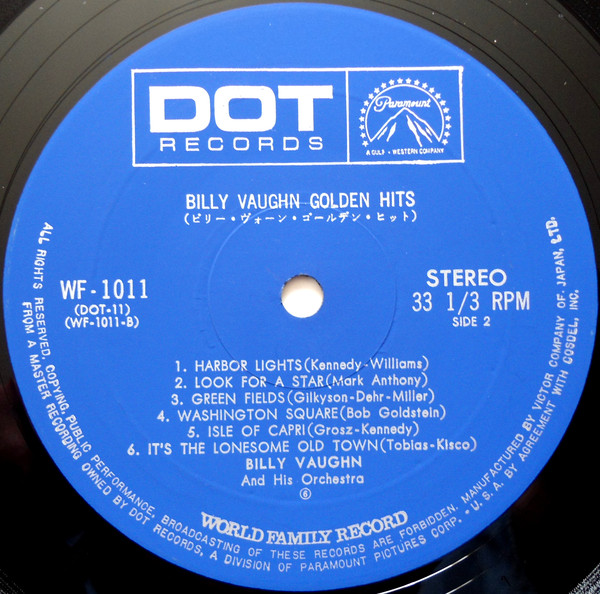 DOT
RECORDS
Paramount
A GULF + WESTERN COMPANY
BILLY VAUGHN GOLDEN HITS
(ビリー・ヴォーン・ゴールデン・ヒット)
WF-1011
(DOT-11)
(WF-1011-B)
STEREO
33 1/3 RPM
SIDE 2
1. HARBOR LIGHTS(Kennedy-Williams)
2. LOOK FOR A STAR(Mark Anthony)
3. GREEN FIELDS(Gilkyson-Dehr-Miller)
4. WASHINGTON SQUARE(Bob Goldstein)
5. ISLE OF CAPRI(Grosz-Kennedy)
6. IT'S THE LONESOME OLD TOWN(Tobias-Kisco)
BILLY VAUGHN
And His Orchestra
⑥
WORLD FAMILY RECORD
ALL RIGHTS RESERVED. COPYING, PUBLIC PERFORMANCE, BROADCASTING OF THESE RECORDS ARE FORBIDDEN. MANUFACTURED BY VICTOR COMPANY OF JAPAN, LTD.
FROM A MASTER RECORDING OWNED BY DOT RECORDS, A DIVISION OF PARAMOUNT PICTURES CORP. "U. S. A. BY AGREEMENT WITH COSDEL, INC.